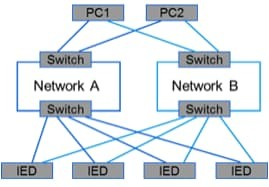 PC1 PC2
Switch Switch
Network A Network B
Switch Switch
IED IED IED IED